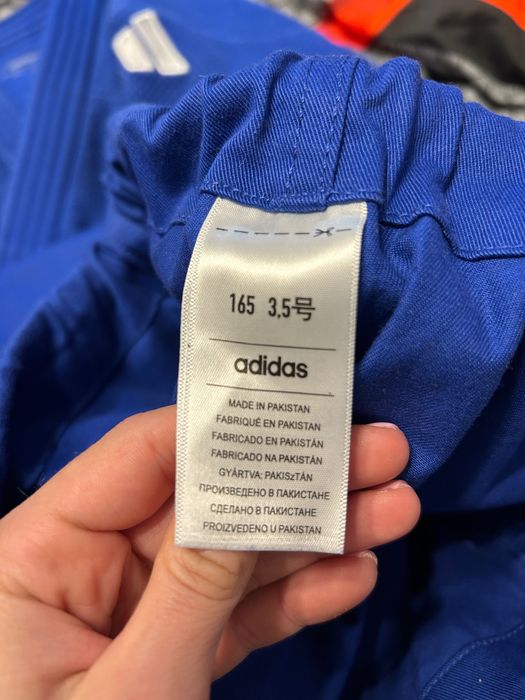 165 3.5号
adidas
MADE IN PAKISTAN
FABRIQUÉ EN PAKISTAN
FABRICADO EN PAKISTÁN
FABRICADO NA PAKISTÁN
GYÁRTVA: PAKISzTÁN
ПРОИЗВЕДЕНО В ПАКИСТАНЕ
СДЕЛАНО В ПАКИСТАНЕ
PROIZVEDENO U PAKISTAN